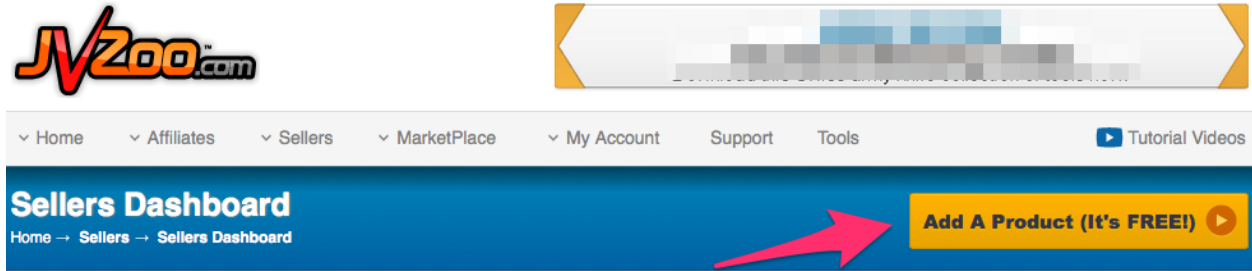 JVZoo.com
Home Affiliates Sellers MarketPlace My Account Support Tools Tutorial Videos
Sellers Dashboard
Home → Sellers → Sellers Dashboard
Add A Product (It's FREE!)